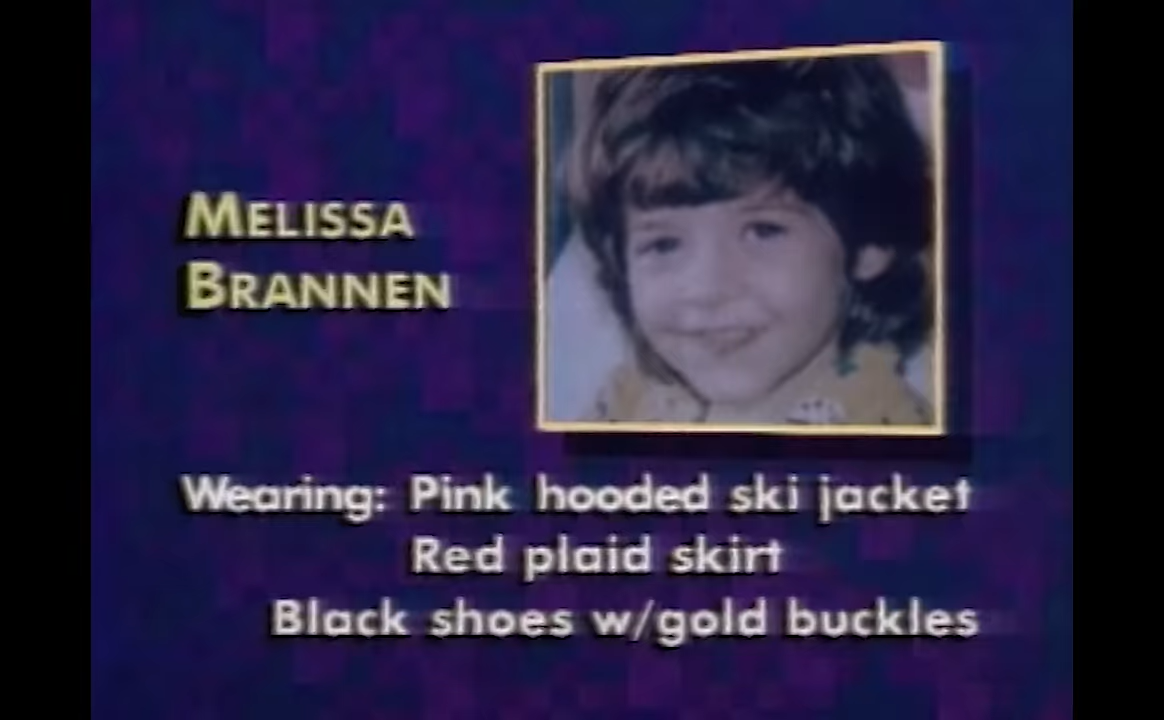 MELISSA
BRANNEN
Wearing: Pink hooded ski jacket
Red plaid skirt
Black shoes w/gold buckles